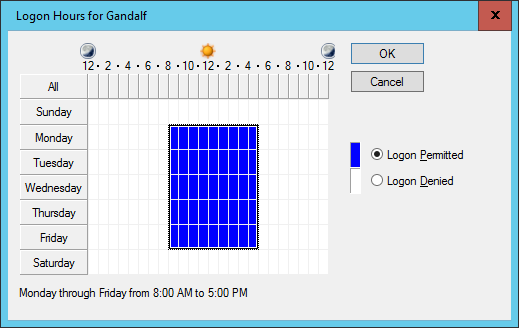 Logon Hours for Gandalf
OK
12 • 2 • 4 • 6 • 8 • 10 • 12 • 2 • 4 • 6 • 8 • 10 • 12
Cancel
All
Sunday
Monday
Tuesday
Wednesday
Thursday
Friday
Saturday
Logon Permitted
Logon Denied
Monday through Friday from 8:00 AM to 5:00 PM